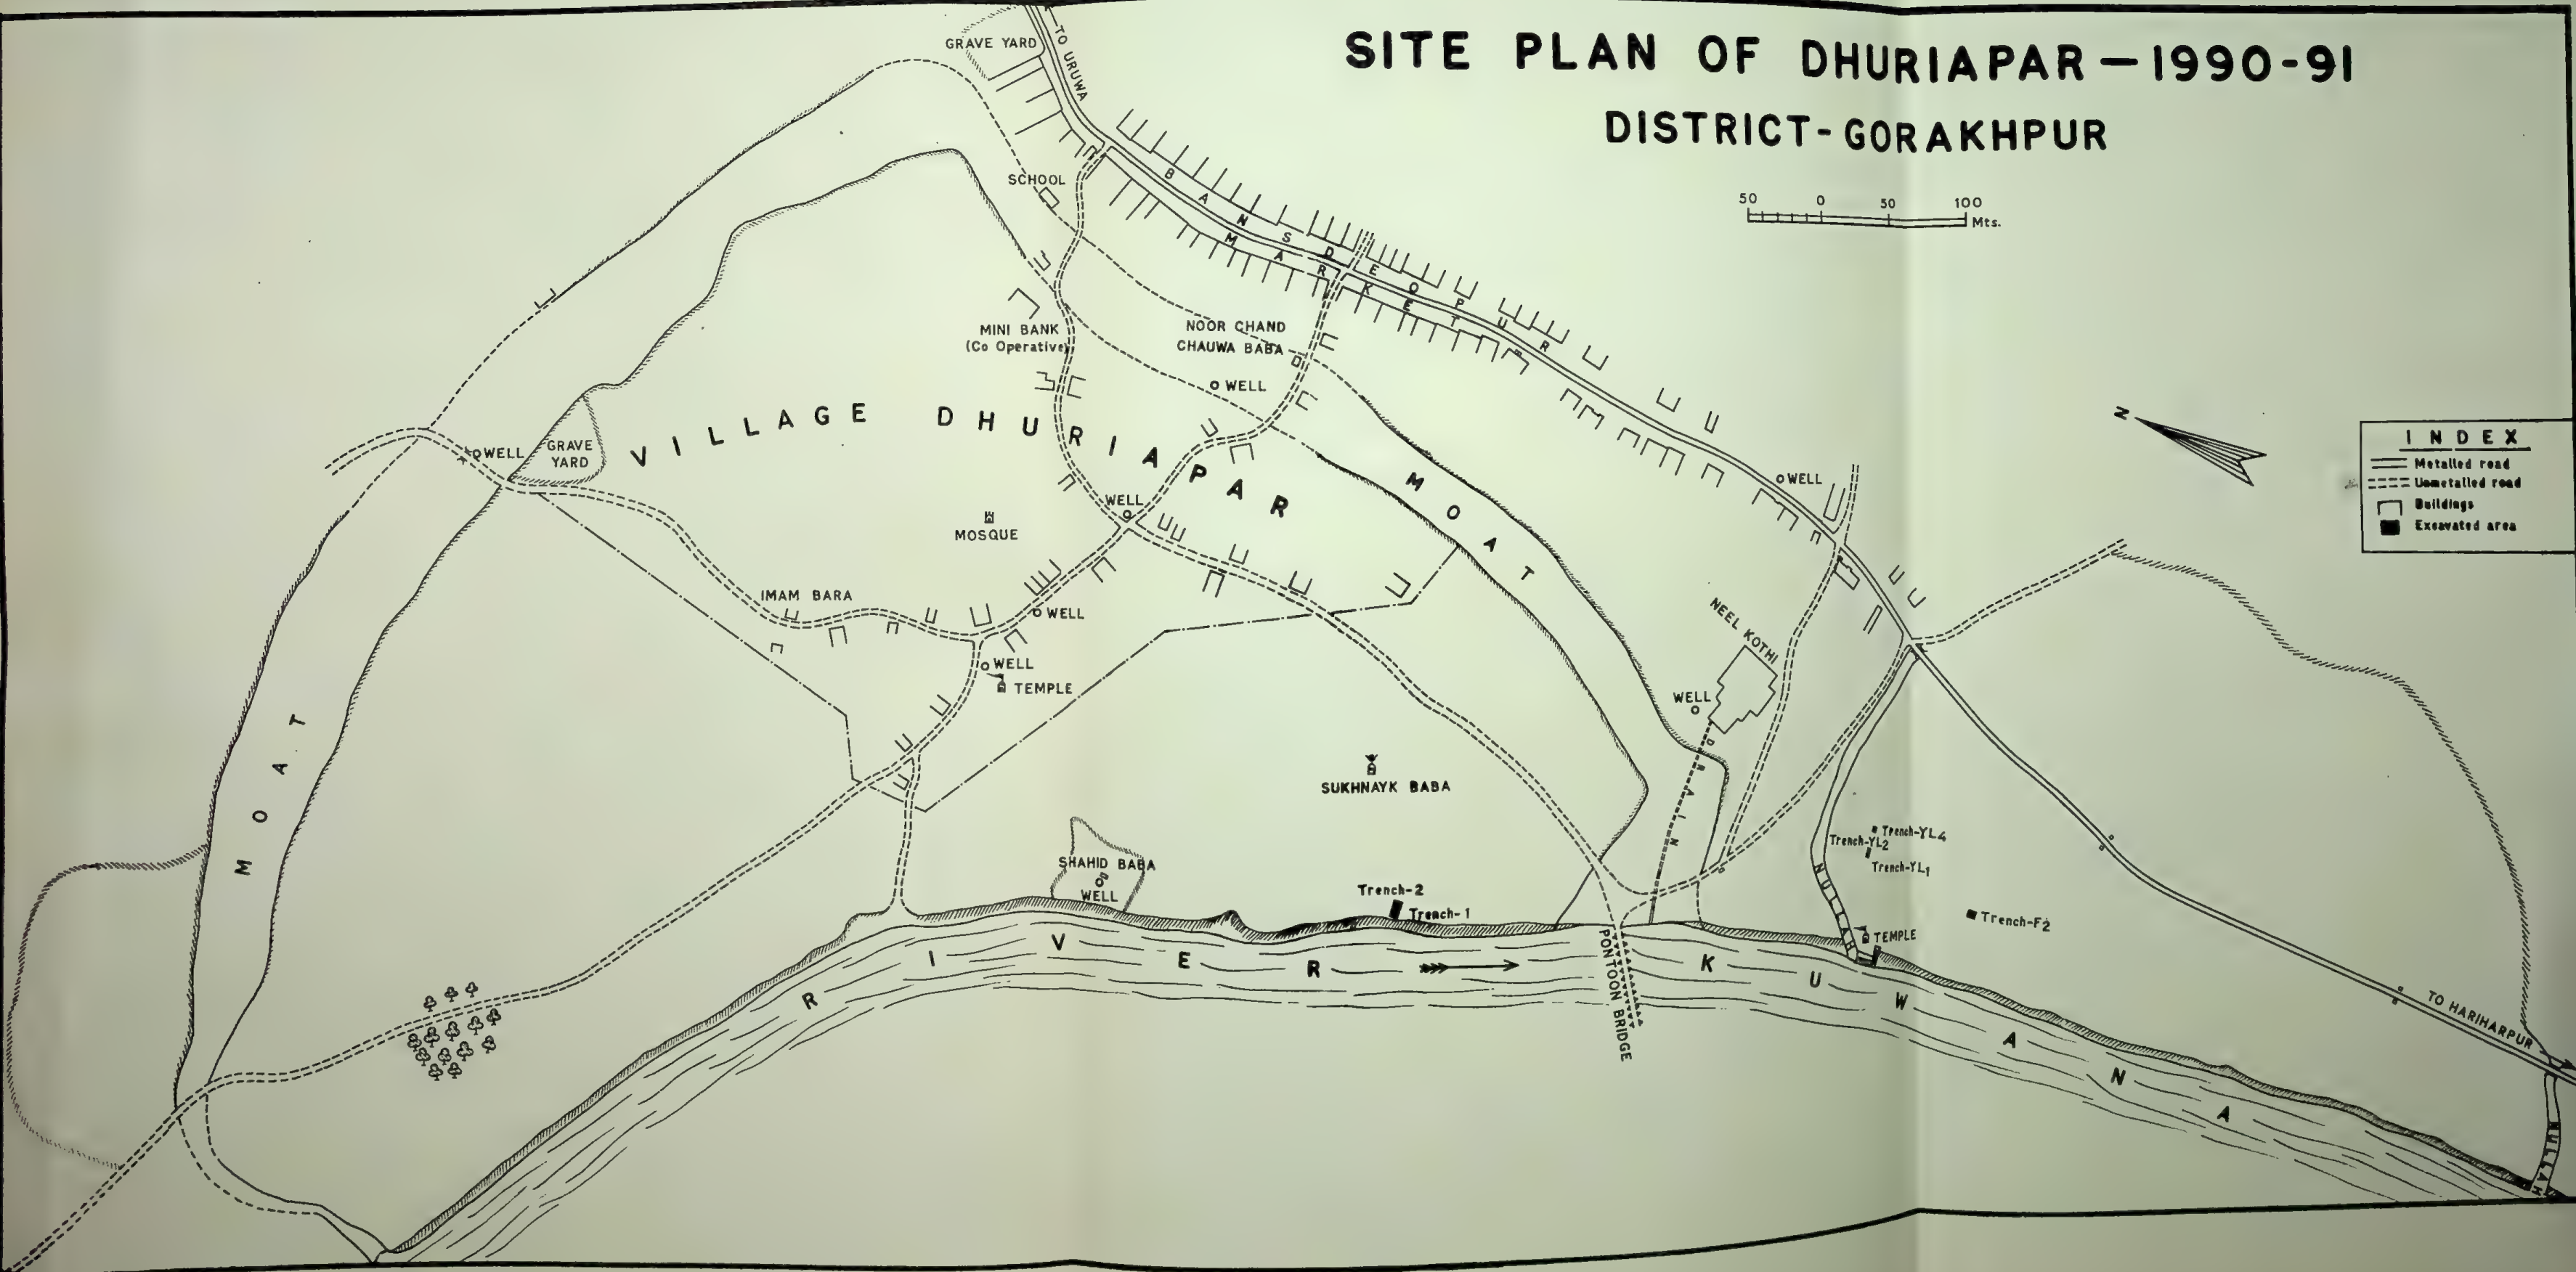 SITE PLAN OF DHURIAPAR — 1990-91
DISTRICT-GORAKHPUR
50 0 50 100
Mts.
N
INDEX
Metalled road
Unmetalled road
Buildings
Excavated area
GRAVE YARD
TO URUWA
SCHOOL
BANSDEOPUR
MARKET
MINI BANK
(Co Operative)
NOOR CHAND
CHAUWA BABA
WELL
VILLAGE DHURIAPAR
WELL
GRAVE
YARD
WELL
MOSQUE
MOAT
WELL
IMAM BARA
WELL
WELL
TEMPLE
NEEL KOTHI
WELL
DRAIN
MOAT
SUKHNAYK BABA
SHAHID BABA
WELL
Trench-2
Trench-1
Trench-YL4
Trench-YL2
Trench-YL1
Trench-F2
NULLAH
TEMPLE
RIVER KUWANA
PONTOON BRIDGE
TO HARIHARPUR
NULLAH